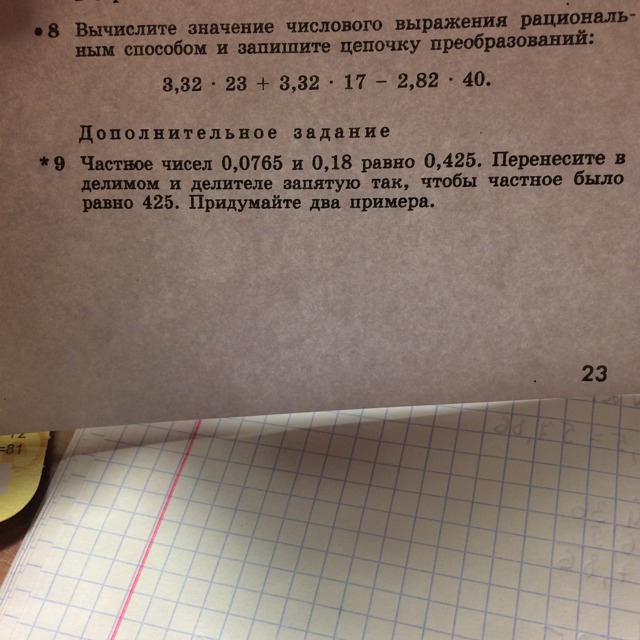 •8 Вычислите значение числового выражения рациональ-
ным способом и запишите цепочку преобразований:
3,32 · 23 + 3,32 · 17 − 2,82 · 40.
Дополнительное задание
*9 Частное чисел 0,0765 и 0,18 равно 0,425. Перенесите в
делимом и делителе запятую так, чтобы частное было
равно 425. Придумайте два примера.
23
=81